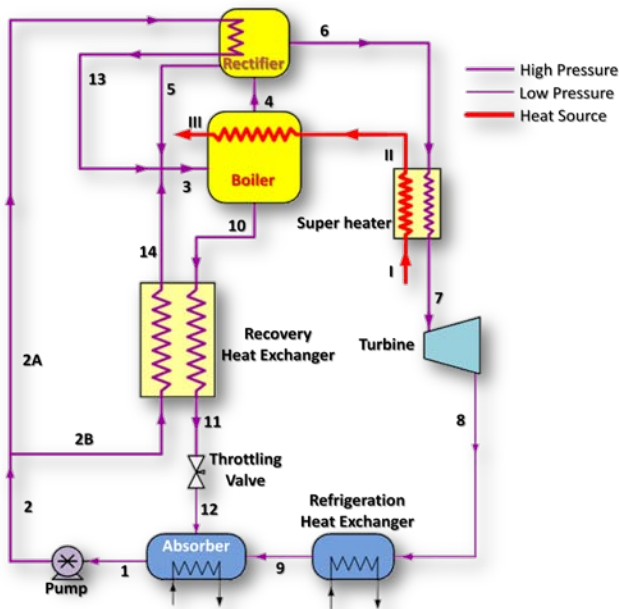 6
13
5
Rectifier
High Pressure
Low Pressure
Heat Source
4
III
II
3
Boiler
10
Super heater
14
I
7
Recovery
Heat Exchanger
Turbine
2A
8
2B
11
Throttling
Valve
2
12
Refrigeration
Heat Exchanger
Absorber
1
9
Pump